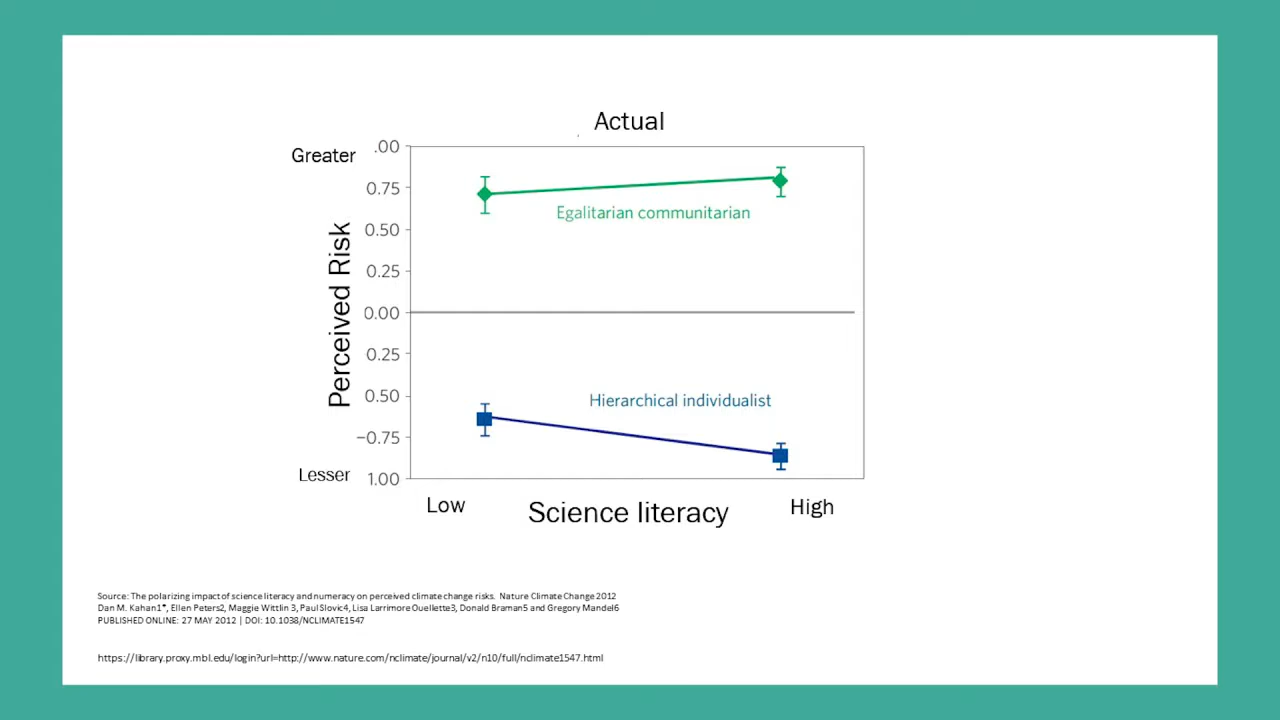 Actual
Greater
.00
0.75
0.50
0.25
0.00
0.25
0.50
−0.75
1.00
Lesser
Perceived Risk
Egalitarian communitarian
Hierarchical individualist
Low
Science literacy
High
Source: The polarizing impact of science literacy and numeracy on perceived climate change risks. Nature Climate Change 2012
Dan M. Kahan1*, Ellen Peters2, Maggie Wittlin 3, Paul Slovic4, Lisa Larrimore Ouellette3, Donald Braman5 and Gregory Mandel6
PUBLISHED ONLINE: 27 MAY 2012 | DOI: 10.1038/NCLIMATE1547
https://library.proxy.mbl.edu/login?url=http://www.nature.com/nclimate/journal/v2/n10/full/nclimate1547.html